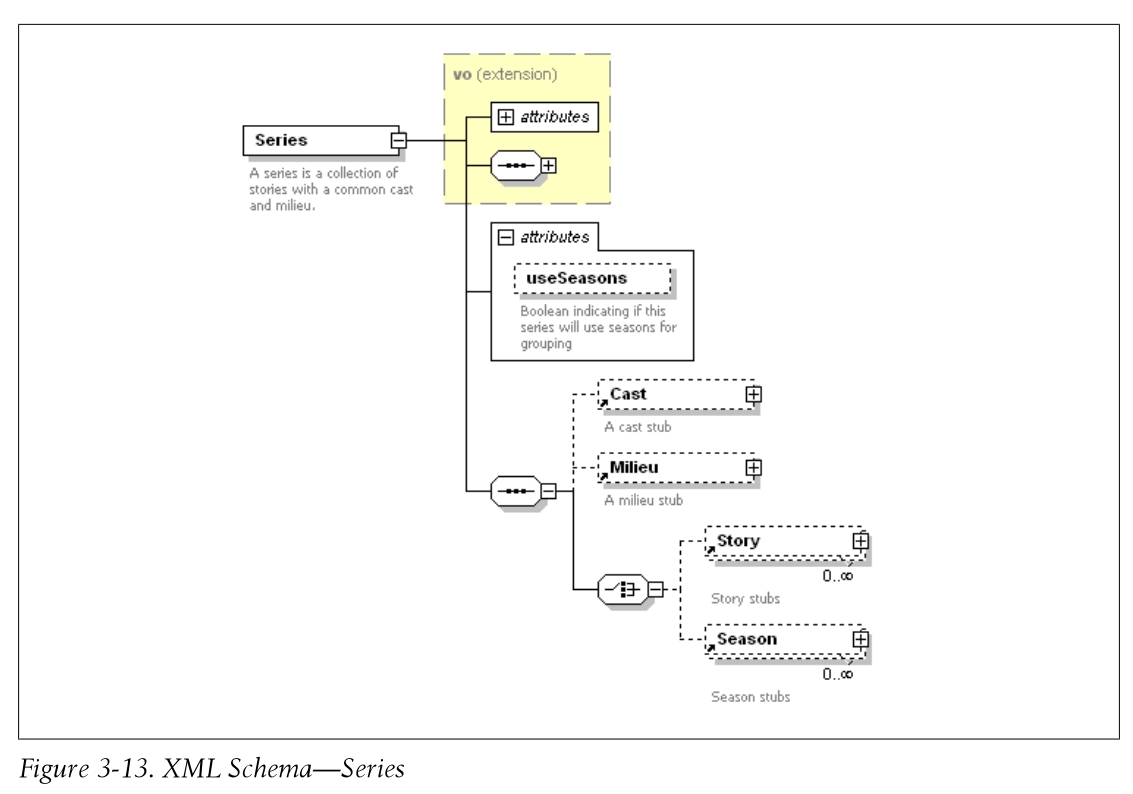 vo (extension)
attributes
Series
A series is a collection of
stories with a common cast
and milieu.
attributes
useSeasons
Boolean indicating if this
series will use seasons for
grouping
Cast
A cast stub
Milieu
A milieu stub
Story
0..∞
Story stubs
Season
0..∞
Season stubs
Figure 3-13. XML Schema—Series